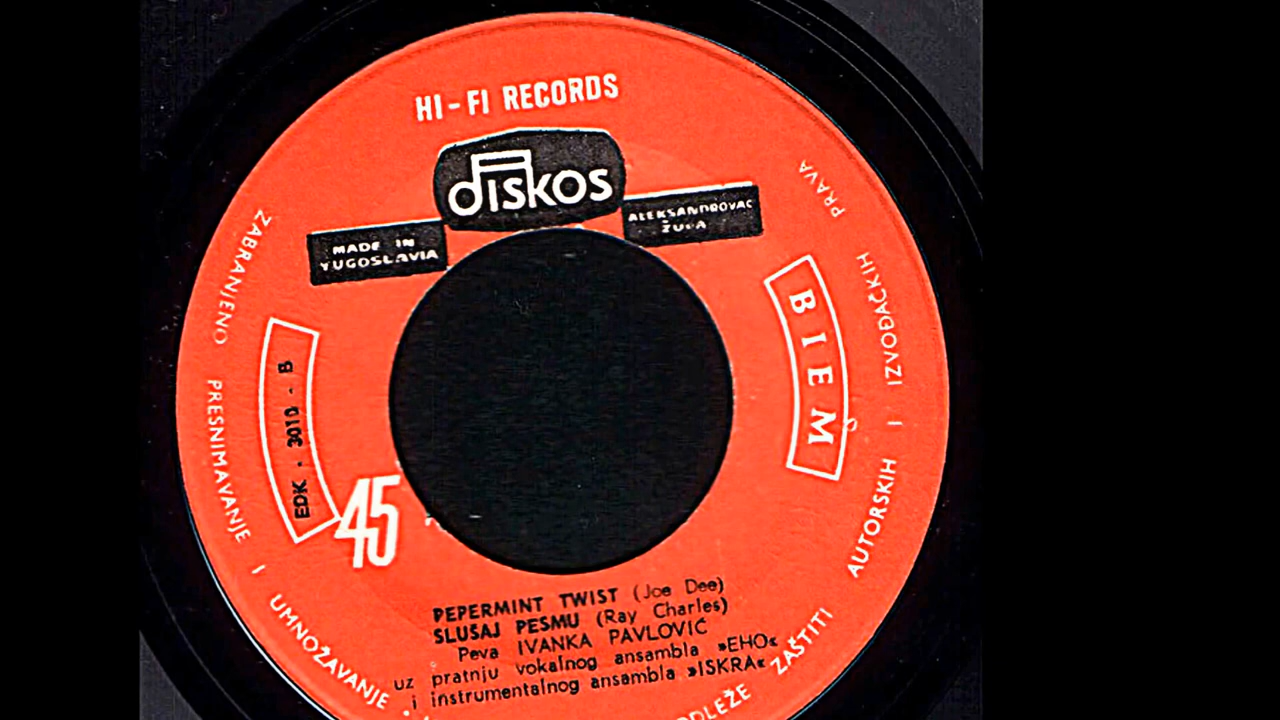 HI-FI RECORDS
diskos
MADE IN YUGOSLAVIA
ALEKSANDROVAC ŽUPA
BIEM
EDK . 3010 - B
45
PEPERMINT TWIST (Joe Dee)
SLUŠAJ PESMU (Ray Charles)
Peva IVANKA PAVLOVIĆ
uz pratnju vokalnog ansambla »EHO«
i instrumentalnog ansambla »ISKRA«
ZABRANJENO PRESNIMAVANJE I UMNOŽAVANJE •
ZAŠTITI AUTORSKIH I IZVOĐAČKIH PRAVA